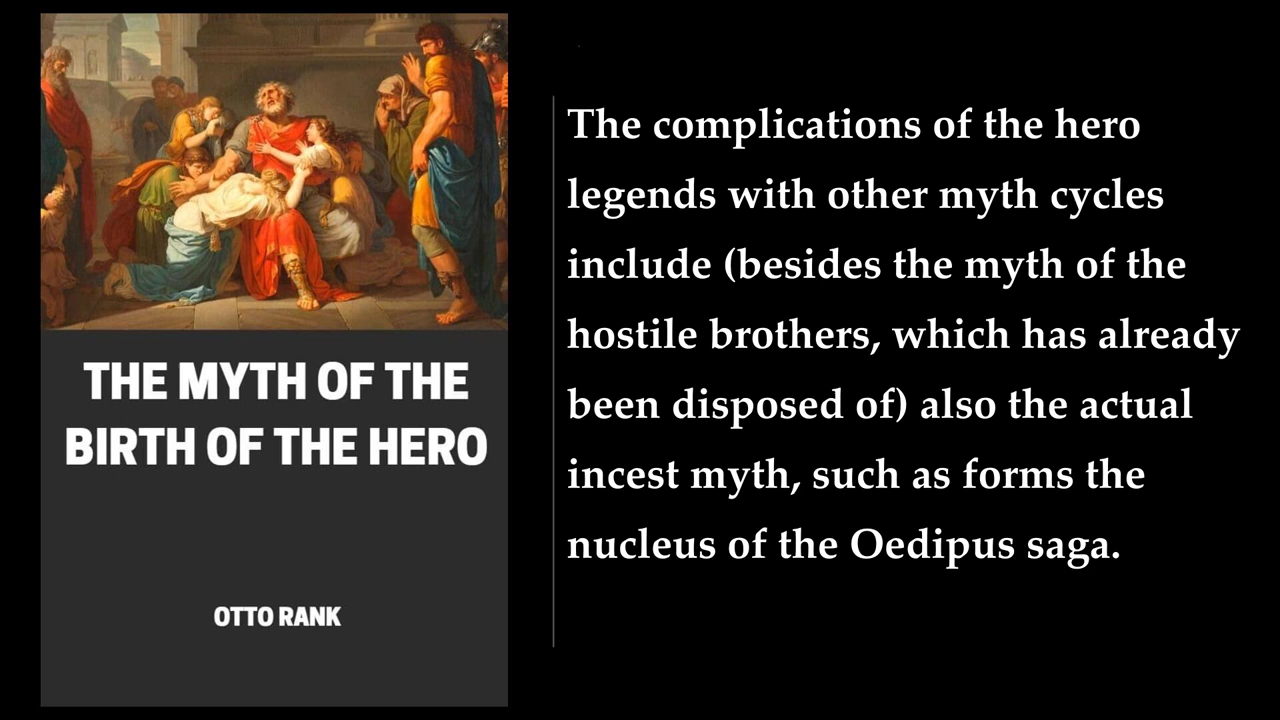 THE MYTH OF THE
BIRTH OF THE HERO
OTTO RANK
The complications of the hero
legends with other myth cycles
include (besides the myth of the
hostile brothers, which has already
been disposed of) also the actual
incest myth, such as forms the
nucleus of the Oedipus saga.